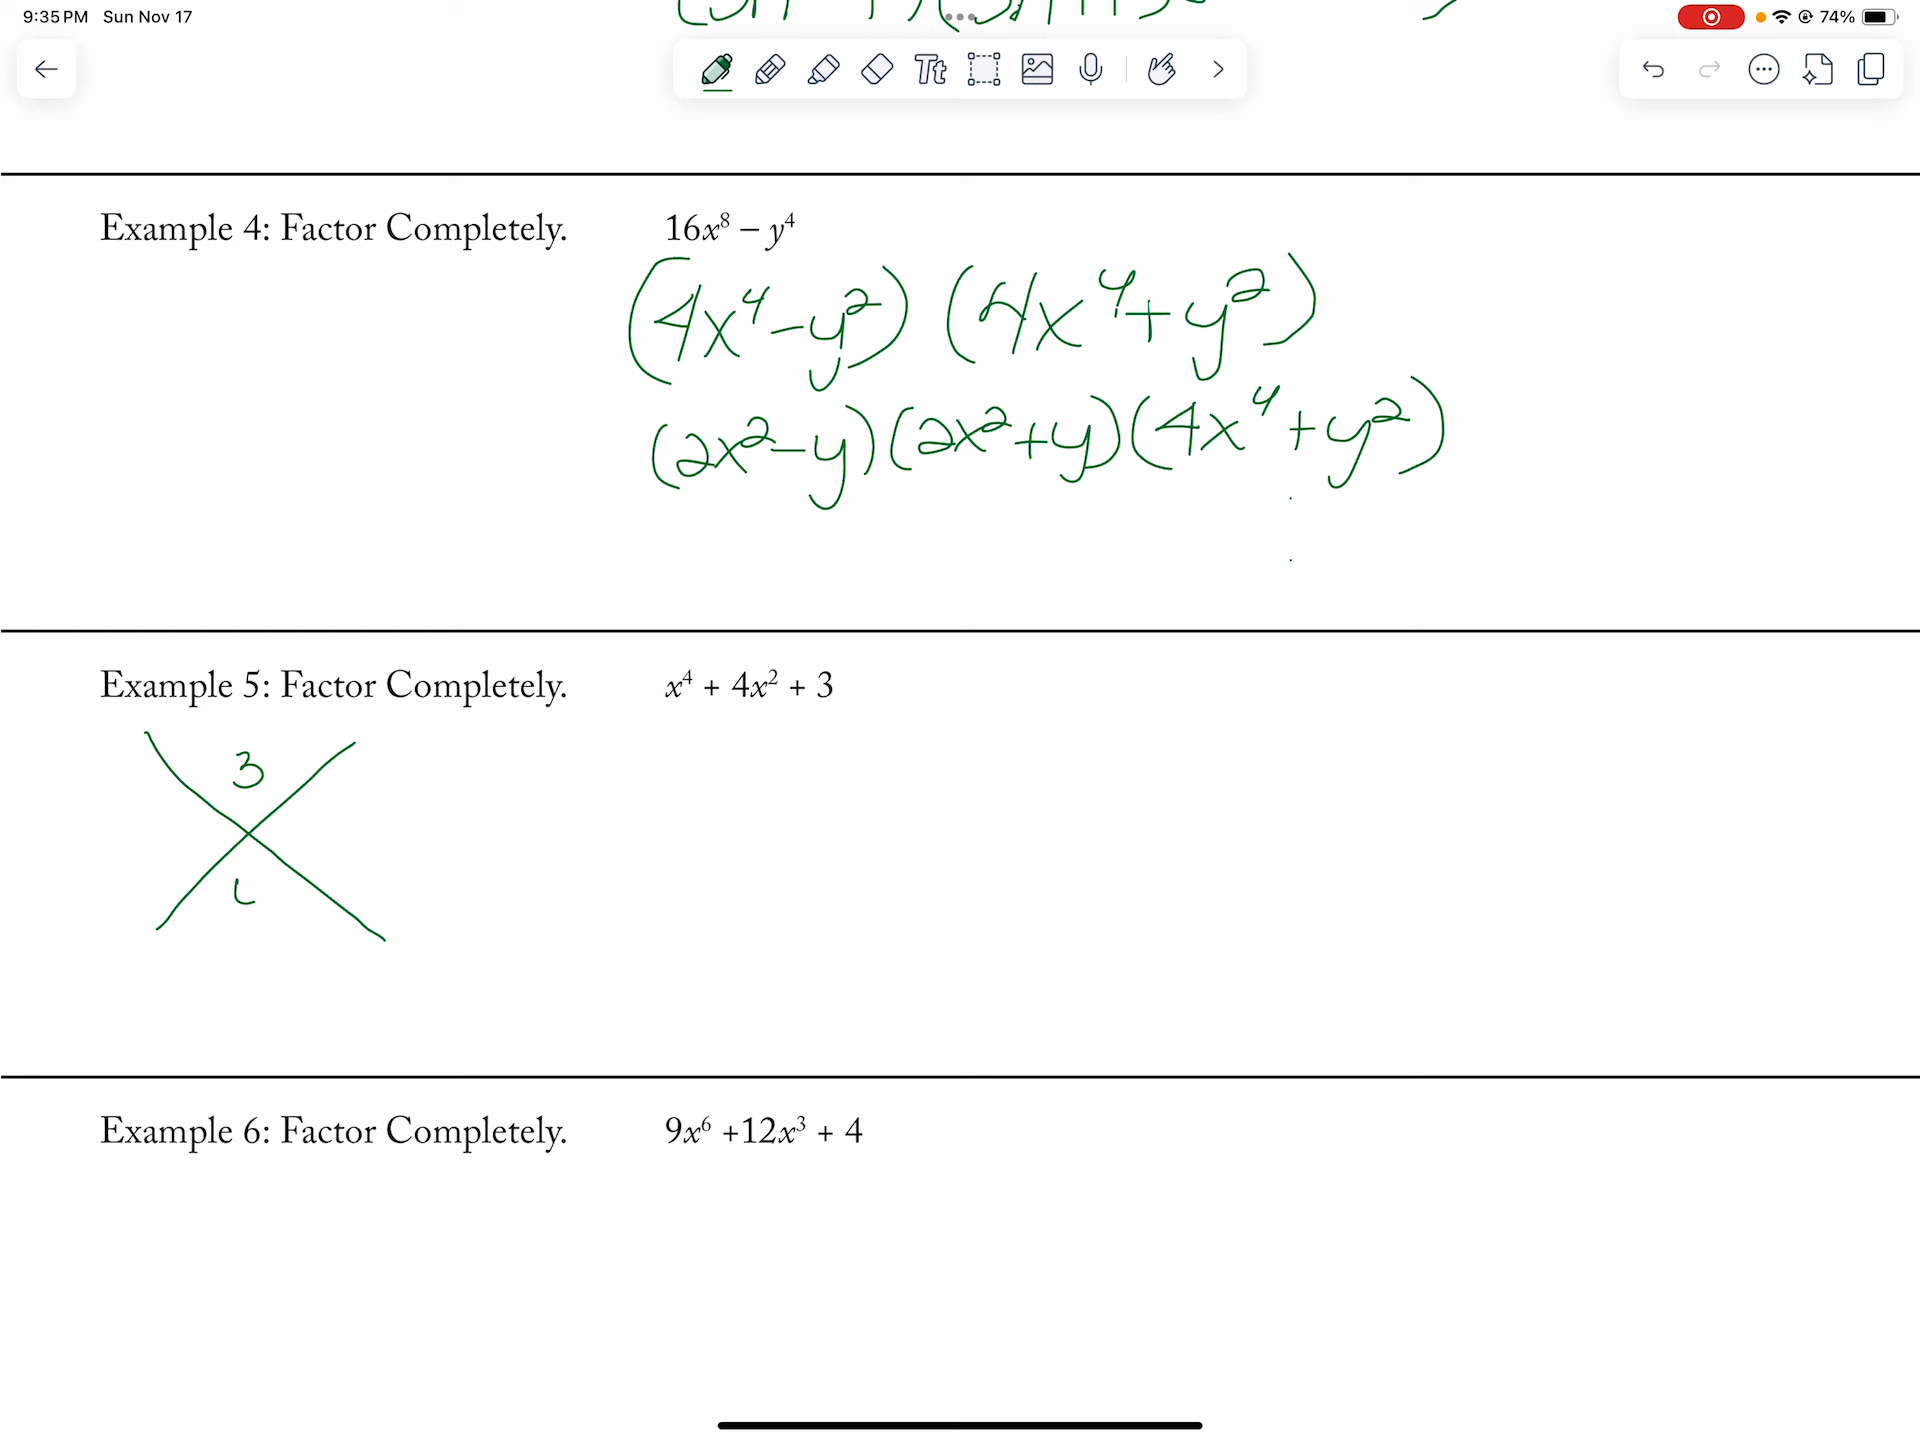 9:35 PM Sun Nov 17
74%
Tt
Example 4: Factor Completely. 16x⁸ – y⁴
(4x⁴-y²) (4x⁴+y²)
(2x²-y)(2x²+y)(4x⁴+y²)
Example 5: Factor Completely. x⁴ + 4x² + 3
3
Example 6: Factor Completely. 9x⁶ +12x³ + 4